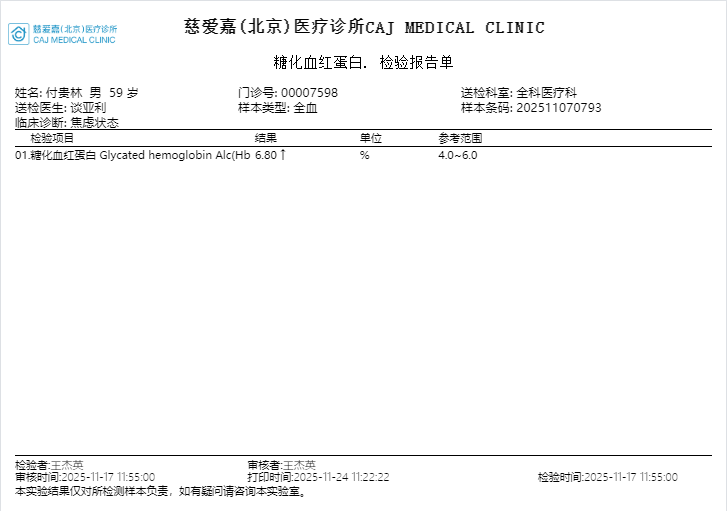 慈爱嘉(北京)医疗诊所
CAJ MEDICAL CLINIC
慈爱嘉(北京)医疗诊所CAJ MEDICAL CLINIC
糖化血红蛋白. 检验报告单
姓名: 付贵林 男 59 岁 门诊号: 00007598 送检科室: 全科医疗科
送检医生: 谈亚利 样本类型: 全血 样本条码: 202511070793
临床诊断: 焦虑状态
检验项目 结果 单位 参考范围
01.糖化血红蛋白 Glycated hemoglobin Alc(Hb 6.80↑ % 4.0~6.0
检验者:王杰英 审核者:王杰英
审核时间:2025-11-17 11:55:00 打印时间:2025-11-24 11:22:22 检验时间:2025-11-17 11:55:00
本实验结果仅对所检测样本负责，如有疑问请咨询本实验室。